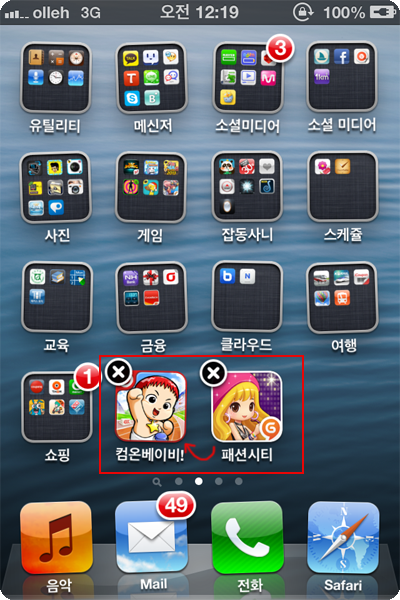 olleh 3G 오전 12:19 100%
3
유틸리티 메신저 소셜미디어 소셜 미디어
사진 게임 잡동사니 스케쥴
교육 금융 클라우드 여행
1
쇼핑 컴온베이비! 패션시티
49
음악 Mail 전화 Safari